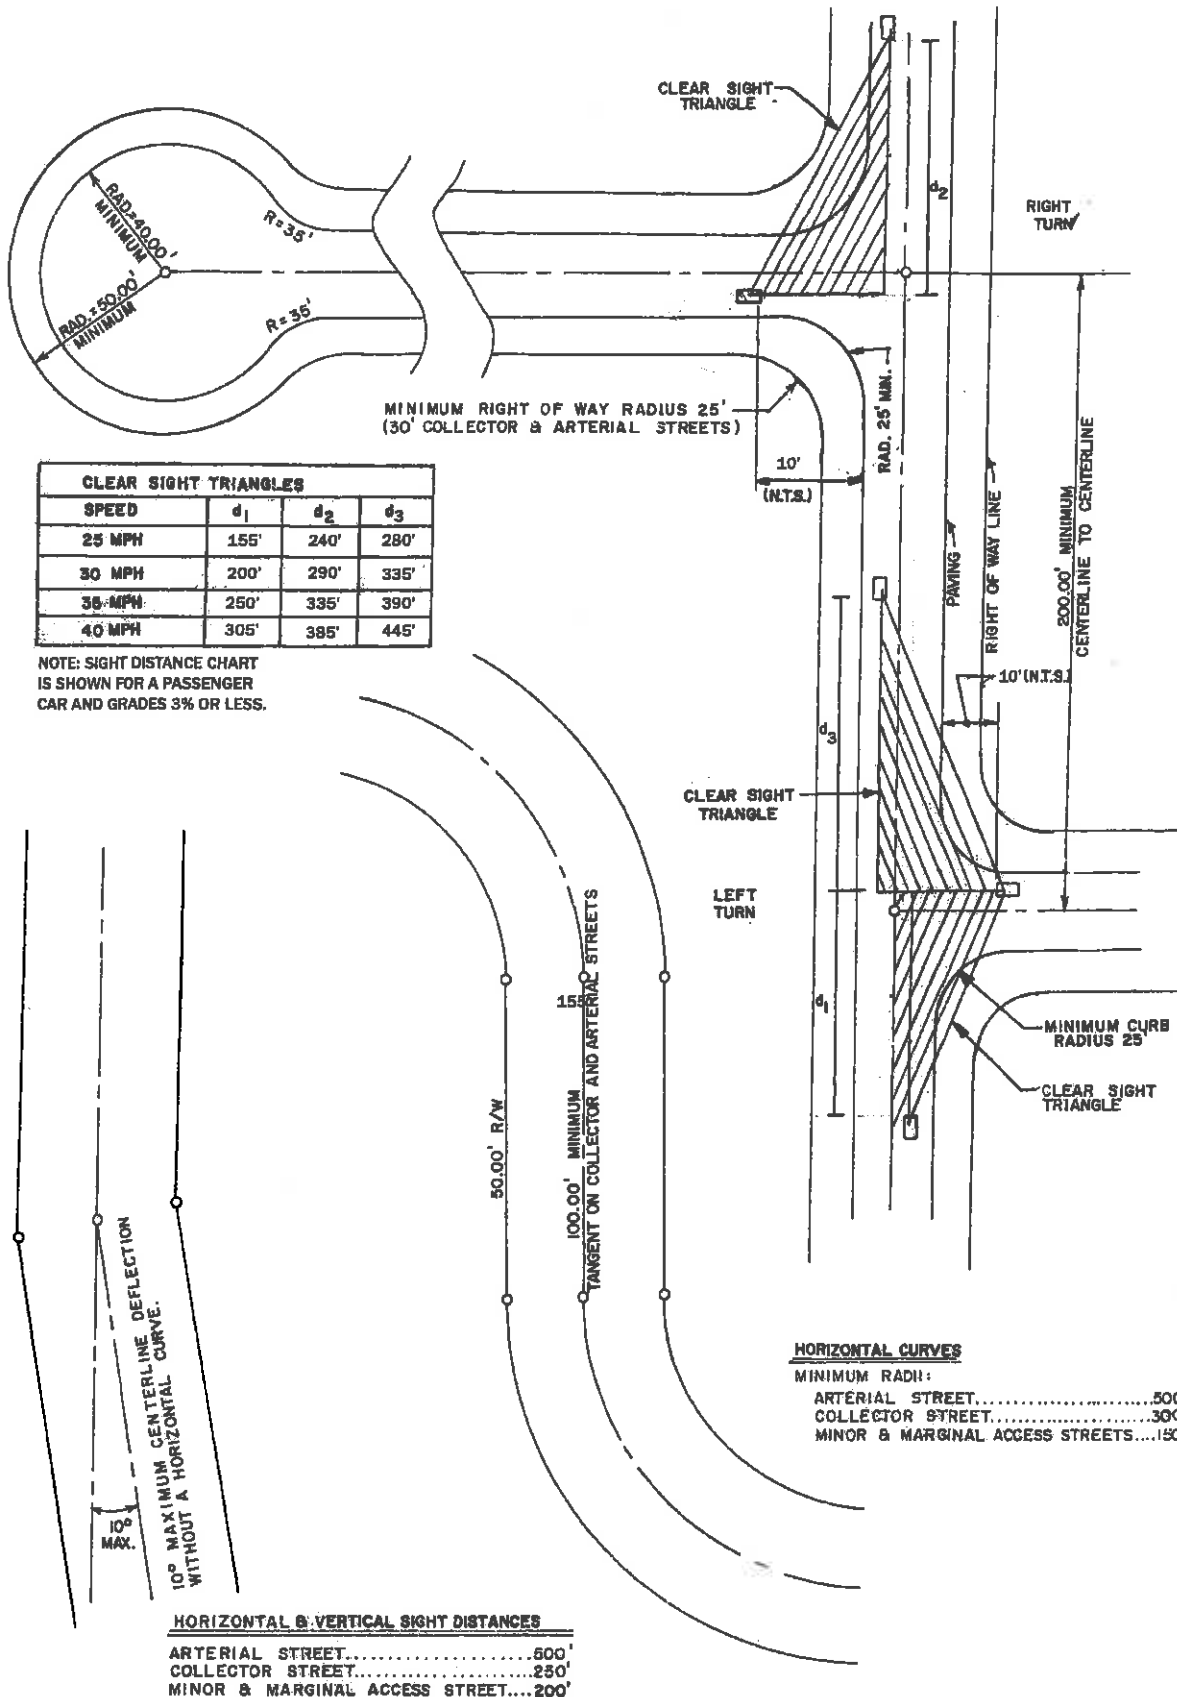 CLEAR SIGHT
TRIANGLE
d2
RIGHT
TURN
RAD.=40.00'
MINIMUM
R=35'
RAD.=50.00'
MINIMUM
R=35'
MINIMUM RIGHT OF WAY RADIUS 25'
(30' COLLECTOR & ARTERIAL STREETS)
RAD. 25' MIN.
10'
(N.T.S.)
PAVING
RIGHT OF WAY LINE
200.00' MINIMUM
CENTERLINE TO CENTERLINE
CLEAR SIGHT TRIANGLES
SPEED d1 d2 d3
25 MPH 155' 240' 280'
30 MPH 200' 290' 335'
35 MPH 250' 335' 390'
40 MPH 305' 385' 445'
NOTE: SIGHT DISTANCE CHART
IS SHOWN FOR A PASSENGER
CAR AND GRADES 3% OR LESS.
10'(N.T.S.)
d3
CLEAR SIGHT
TRIANGLE
LEFT
TURN
d1
MINIMUM CURB
RADIUS 25'
CLEAR SIGHT
TRIANGLE
155
50.00' R/W
100.00' MINIMUM
TANGENT ON COLLECTOR AND ARTERIAL STREETS
10° MAXIMUM CENTERLINE DEFLECTION
WITHOUT A HORIZONTAL CURVE.
10°
MAX.
HORIZONTAL CURVES
MINIMUM RADII:
ARTERIAL STREET....................500
COLLECTOR STREET....................300
MINOR & MARGINAL ACCESS STREETS....150
HORIZONTAL & VERTICAL SIGHT DISTANCES
ARTERIAL STREET....................500'
COLLECTOR STREET....................250'
MINOR & MARGINAL ACCESS STREET....200'